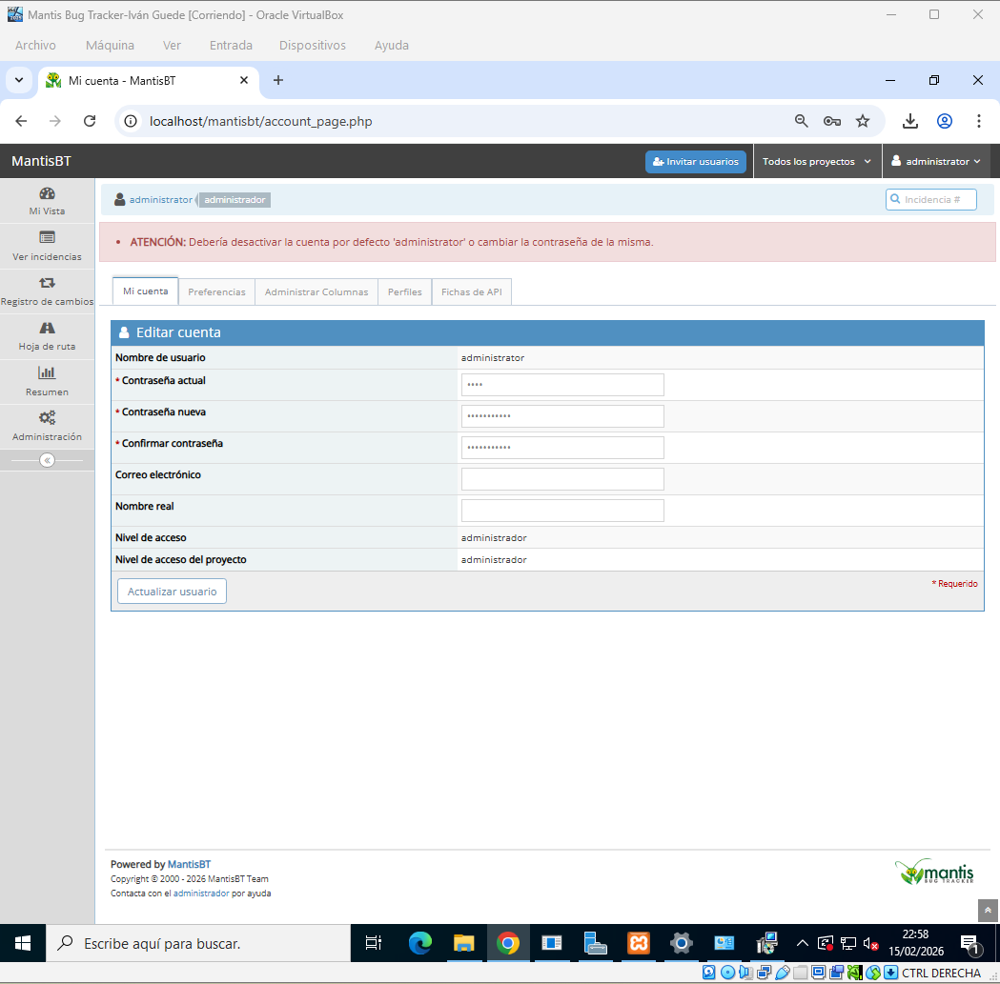 Mantis Bug Tracker-Iván Guede [Corriendo] - Oracle VirtualBox
Archivo Máquina Ver Entrada Dispositivos Ayuda
Mi cuenta - MantisBT
localhost/mantisbt/account_page.php
MantisBT
Invitar usuarios
Todos los proyectos
administrator
Mi Vista
Ver incidencias
Registro de cambios
Hoja de ruta
Resumen
Administración
administrator administrador
Incidencia #
• ATENCIÓN: Debería desactivar la cuenta por defecto 'administrator' o cambiar la contraseña de la misma.
Mi cuenta Preferencias Administrar Columnas Perfiles Fichas de API
Editar cuenta
Nombre de usuario administrator
* Contraseña actual ••••
* Contraseña nueva •••••••••••
* Confirmar contraseña •••••••••••
Correo electrónico
Nombre real
Nivel de acceso administrador
Nivel de acceso del proyecto administrador
Actualizar usuario
* Requerido
Powered by MantisBT
Copyright © 2000 - 2026 MantisBT Team
Contacta con el administrador por ayuda
mantis
BUG TRACKER
Escribe aquí para buscar.
22:58
15/02/2026
1
CTRL DERECHA